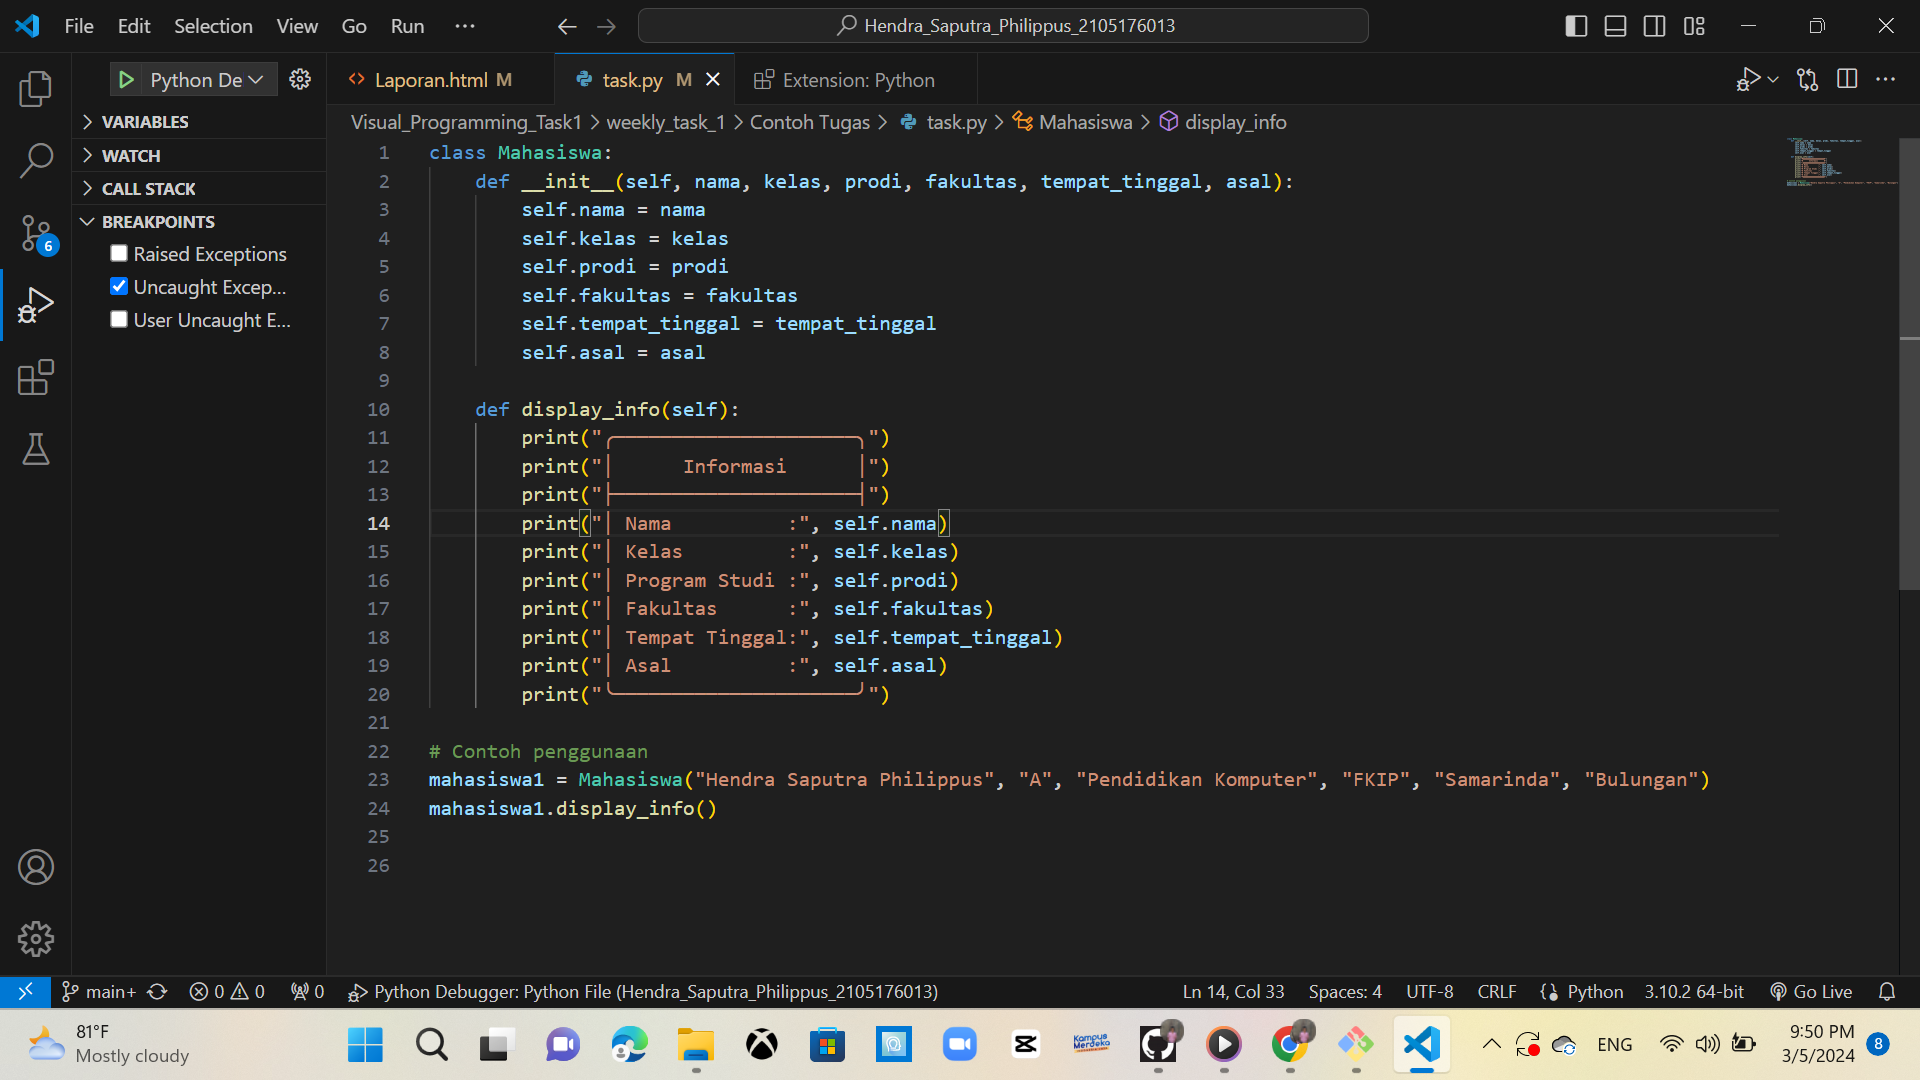 File Edit Selection View Go Run ··· Hendra_Saputra_Philippus_2105176013
Python De
Laporan.html M task.py M Extension: Python
VARIABLES
WATCH
CALL STACK
BREAKPOINTS
Raised Exceptions
Uncaught Excep...
User Uncaught E...
6
Visual_Programming_Task1 > weekly_task_1 > Contoh Tugas > task.py > Mahasiswa > display_info
1 class Mahasiswa:
2     def __init__(self, nama, kelas, prodi, fakultas, tempat_tinggal, asal):
3         self.nama = nama
4         self.kelas = kelas
5         self.prodi = prodi
6         self.fakultas = fakultas
7         self.tempat_tinggal = tempat_tinggal
8         self.asal = asal
9
10     def display_info(self):
11         print("╭─────────────────────╮")
12         print("│      Informasi      │")
13         print("├─────────────────────┤")
14         print("│ Nama          :", self.nama)
15         print("│ Kelas         :", self.kelas)
16         print("│ Program Studi :", self.prodi)
17         print("│ Fakultas      :", self.fakultas)
18         print("│ Tempat Tinggal:", self.tempat_tinggal)
19         print("│ Asal          :", self.asal)
20         print("╰─────────────────────╯")
21
22 # Contoh penggunaan
23 mahasiswa1 = Mahasiswa("Hendra Saputra Philippus", "A", "Pendidikan Komputer", "FKIP", "Samarinda", "Bulungan")
24 mahasiswa1.display_info()
25
26
main+ 0 0 0 Python Debugger: Python File (Hendra_Saputra_Philippus_2105176013) Ln 14, Col 33 Spaces: 4 UTF-8 CRLF Python 3.10.2 64-bit Go Live
81°F
Mostly cloudy
Kampus
Merdeka
ENG
9:50 PM
3/5/2024
8